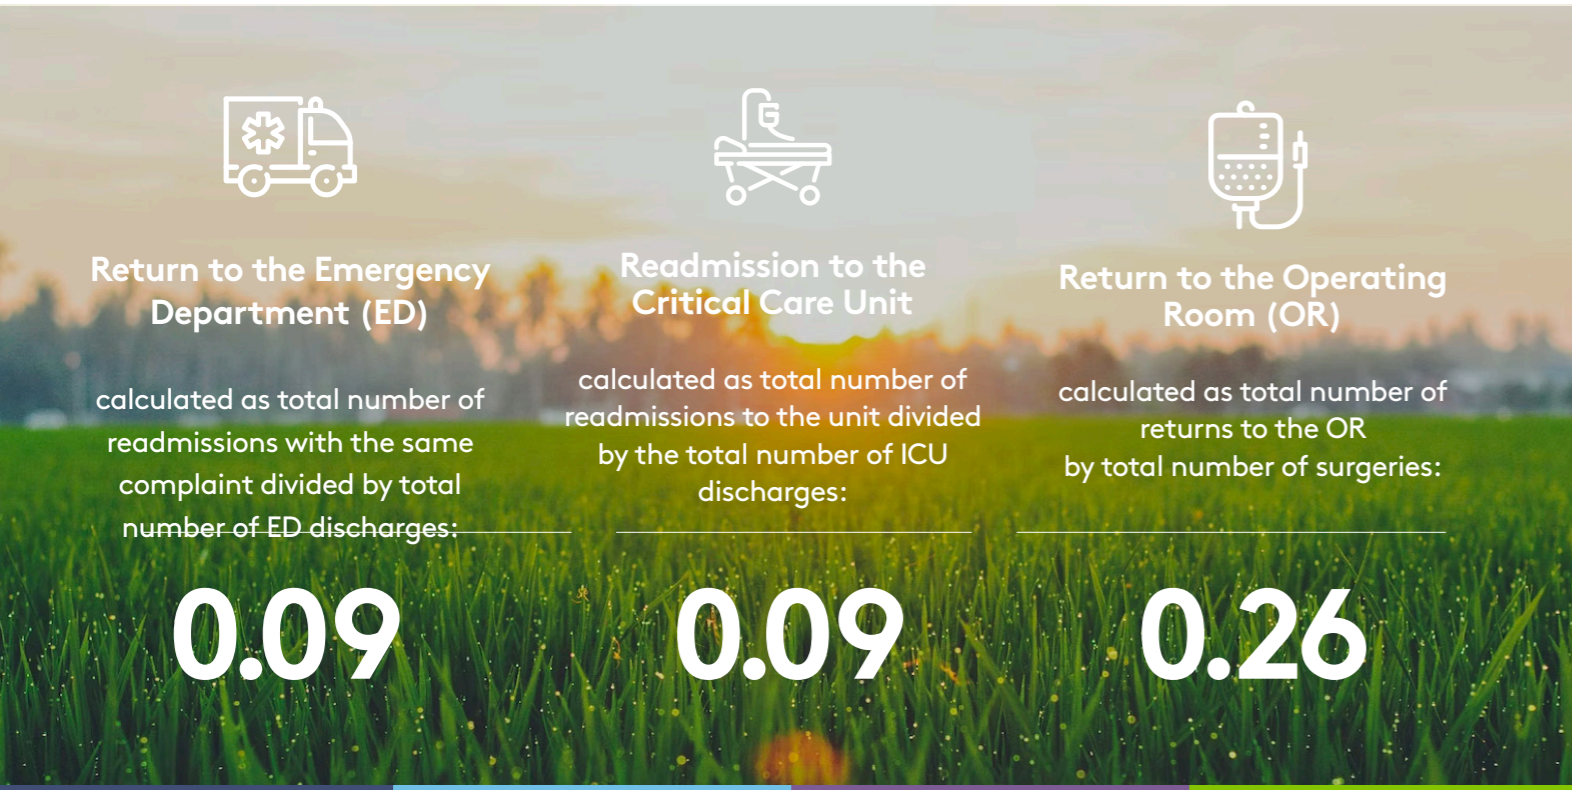 Return to the Emergency
Department (ED)
calculated as total number of
readmissions with the same
complaint divided by total
number of ED discharges:
0.09
Readmission to the
Critical Care Unit
calculated as total number of
readmissions to the unit divided
by the total number of ICU
discharges:
0.09
Return to the Operating
Room (OR)
calculated as total number of
returns to the OR
by total number of surgeries:
0.26